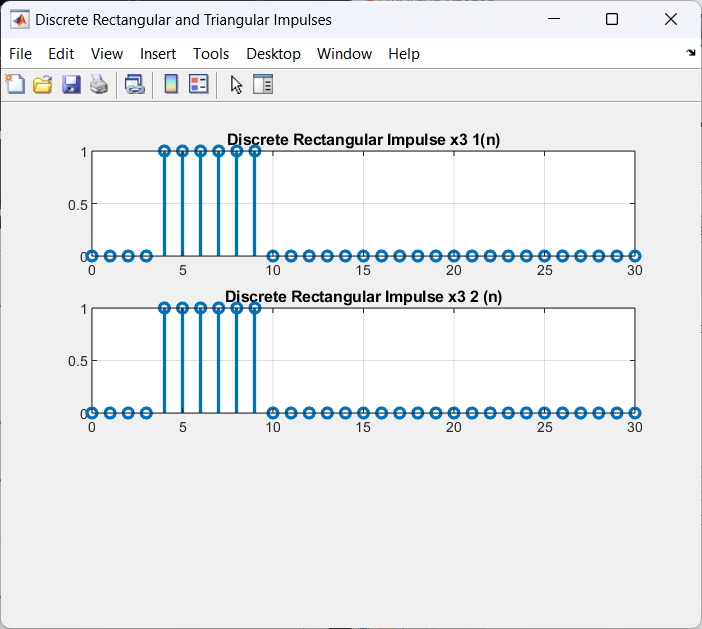 Discrete Rectangular and Triangular Impulses
File Edit View Insert Tools Desktop Window Help
Discrete Rectangular Impulse x3 1(n)
1
0.5
0
0 5 10 15 20 25 30
Discrete Rectangular Impulse x3 2 (n)
1
0.5
0
0 5 10 15 20 25 30